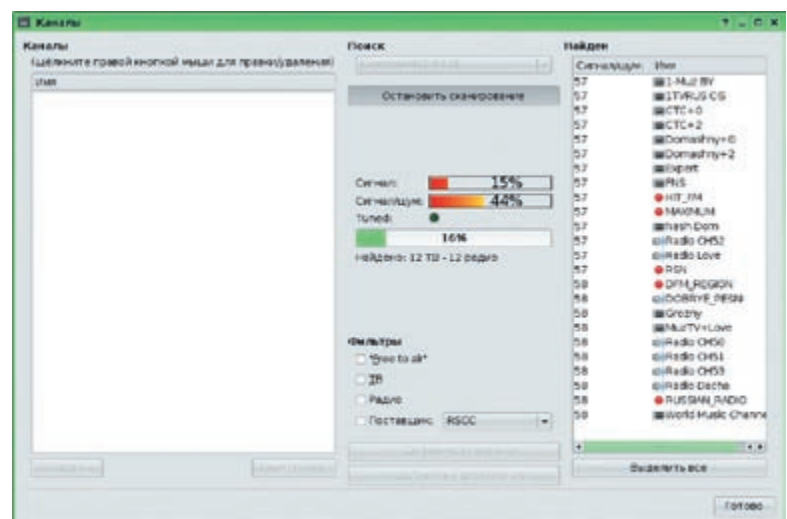 Каналы
Каналы
(щёлкните правой кнопкой мыши для правки/удаления)
Имя
Поиск
Остановить сканирование
Сигнал: 15%
Сигнал/шум: 44%
Tuned:
16%
Найдено: 12 ТВ - 12 радио
Фильтры
"Free to air"
ТВ
Радио
Поставщик: RSCC
Найден
Сигнал/шум Имя
57 1-Muz BY
57 1TVRUS CIS
57 CTC+0
57 CTC+2
57 Domashny+0
57 Domashny+2
57 Expert
57 FNS
57 HIT_FM
57 MAXIMUM
57 Nash Dom
57 Radio CH52
57 Radio Love
57 RSN
58 DFM_REGION
58 DOBRYE_PESNI
58 Grozny
58 MuzTV+Love
58 Radio CH50
58 Radio CH51
58 Radio CH53
58 Radio Dacha
58 RUSSIAN_RADIO
58 World Music Channe
Выделить все
Готово